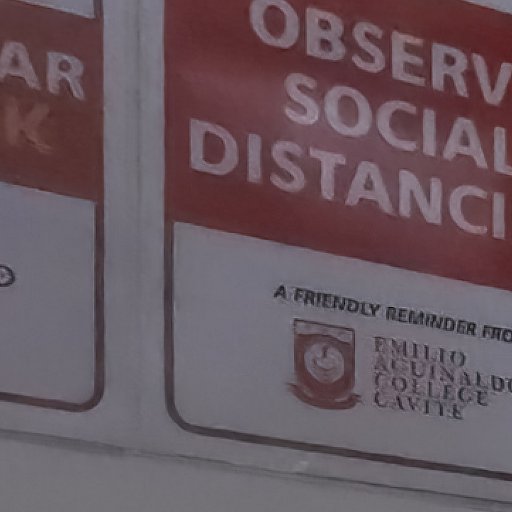 AR
K
OBSERV
SOCIAL
DISTANCI
A FRIENDLY REMINDER FRO
EMILIO
AGUINALDO
COLLEGE
CAVITE